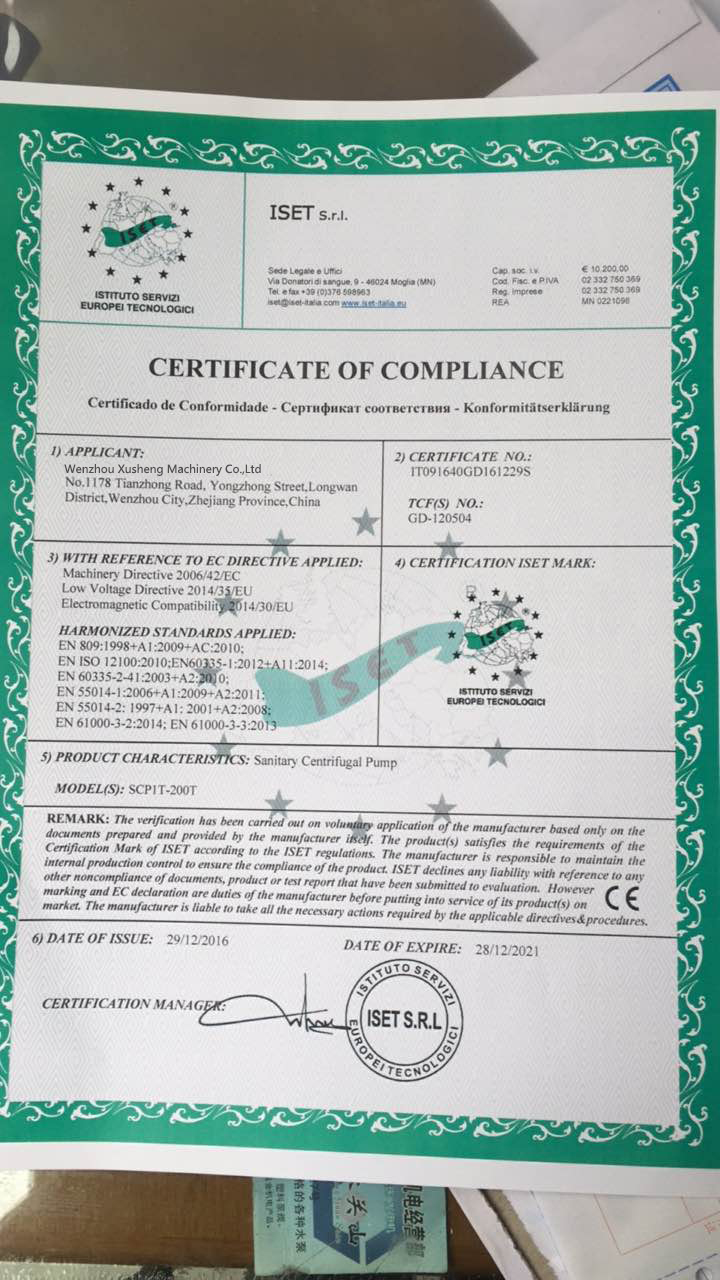 ISET
ISTITUTO SERVIZI
EUROPEI TECNOLOGICI
ISET S.r.l.
Sede Legale e Uffici
Via Donatori di sangue, 9 - 46024 Moglia (MN)
Tel. e fax +39 (0)376 598963
iset@iset-italia.com www.iset-italia.eu
Cap. soc. i.v. € 10.200,00
Cod. Fisc. e P.IVA 02 332 750 369
Reg. Imprese 02 332 750 369
REA MN 0221098
CERTIFICATE OF COMPLIANCE
Certificado de Conformidade - Сертификат соответствия - Konformitätserklärung
1) APPLICANT:
Wenzhou Xusheng Machinery Co.,Ltd
No.1178 Tianzhong Road, Yongzhong Street,Longwan
District,Wenzhou City,Zhejiang Province,China
2) CERTIFICATE NO.:
IT091640GD161229S
TCF(S) NO.:
GD-120504
3) WITH REFERENCE TO EC DIRECTIVE APPLIED:
Machinery Directive 2006/42/EC
Low Voltage Directive 2014/35/EU
Electromagnetic Compatibility 2014/30/EU
HARMONIZED STANDARDS APPLIED:
EN 809:1998+A1:2009+AC:2010;
EN ISO 12100:2010;EN60335-1:2012+A11:2014;
EN 60335-2-41:2003+A2:2010;
EN 55014-1:2006+A1:2009+A2:2011;
EN 55014-2: 1997+A1: 2001+A2:2008;
EN 61000-3-2:2014; EN 61000-3-3:2013
4) CERTIFICATION ISET MARK:
ISET
ISTITUTO SERVIZI
EUROPEI TECNOLOGICI
ISET
5) PRODUCT CHARACTERISTICS: Sanitary Centrifugal Pump
MODEL(S): SCP1T-200T
REMARK: The verification has been carried out on voluntary application of the manufacturer based only on the
documents prepared and provided by the manufacturer itself. The product(s) satisfies the requirements of the
Certification Mark of ISET according to the ISET regulations. The manufacturer is responsible to maintain the
internal production control to ensure the compliance of the product. ISET declines any liability with reference to any
other noncompliance of documents, product or test report that have been submitted to evaluation. However
marking and EC declaration are duties of the manufacturer before putting into service of its product(s) on
market. The manufacturer is liable to take all the necessary actions required by the applicable directives&procedures.
CE
6) DATE OF ISSUE: 29/12/2016
DATE OF EXPIRE: 28/12/2021
CERTIFICATION MANAGER:
ISTITUTO SERVIZI
ISET S.R.L
EUROPEI TECNOLOGICI
机电经营部
格的各种水泵